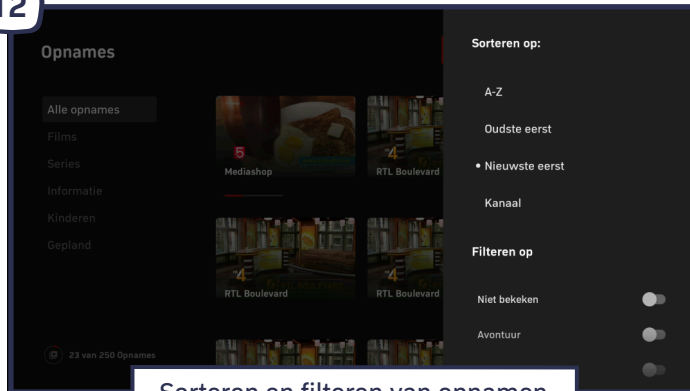 12
Opnames
Alle opnames
Films
Series
Informatie
Kinderen
Gepland
23 van 250 Opnames
5
Mediashop
4
RTL Boulevard
4
RTL Boulevard
4
RTL Boulevard
Sorteren op:
A-Z
Oudste eerst
• Nieuwste eerst
Kanaal
Filteren op
Niet bekeken
Avontuur
Sorteren en filteren van opnamen